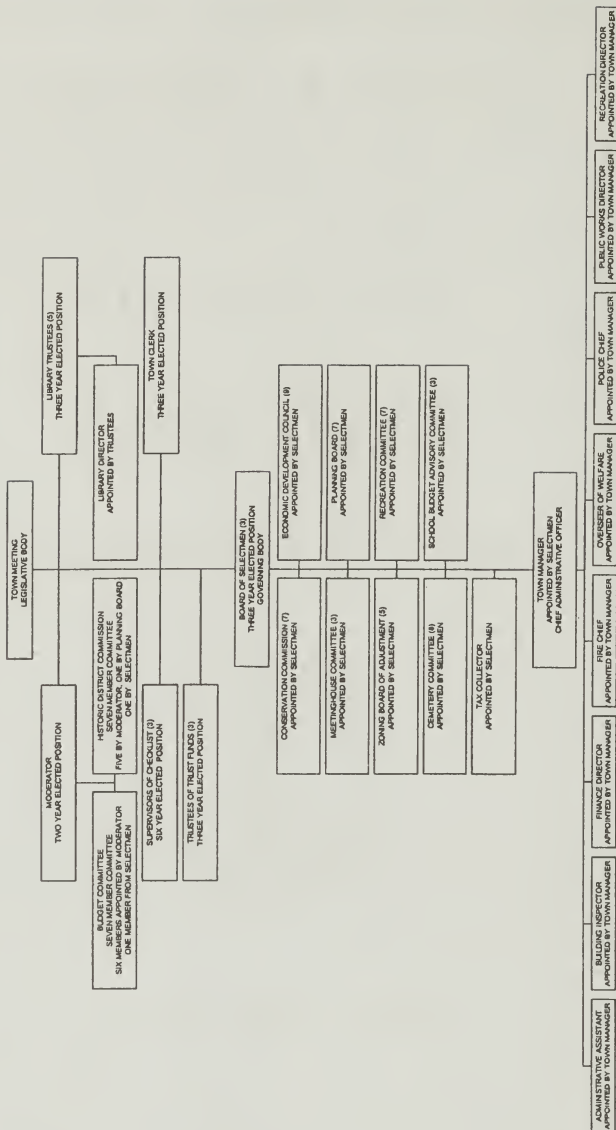 TOWN MEETING
LEGISLATIVE BODY
MODERATOR
TWO YEAR ELECTED POSITION
LIBRARY TRUSTEES (5)
THREE YEAR ELECTED POSITION
BUDGET COMMITTEE
SEVEN MEMBER COMMITTEE
SIX MEMBERS APPOINTED BY MODERATOR
ONE MEMBER FROM SELECTMEN
HISTORIC DISTRICT COMMISSION
SEVEN MEMBER COMMITTEE
FIVE BY MODERATOR, ONE BY PLANNING BOARD
ONE BY SELECTMEN
LIBRARY DIRECTOR
APPOINTED BY TRUSTEES
SUPERVISORS OF CHECKLIST (3)
SIX YEAR ELECTED POSITION
TOWN CLERK
THREE YEAR ELECTED POSITION
TRUSTEES OF TRUST FUNDS (3)
THREE YEAR ELECTED POSITION
BOARD OF SELECTMEN (3)
THREE YEAR ELECTED POSITION
GOVERNING BODY
CONSERVATION COMMISSION (7)
APPOINTED BY SELECTMEN
ECONOMIC DEVELOPMENT COUNCIL (9)
APPOINTED BY SELECTMEN
MEETINGHOUSE COMMITTEE (3)
APPOINTED BY SELECTMEN
PLANNING BOARD (7)
APPOINTED BY SELECTMEN
ZONING BOARD OF ADJUSTMENT (5)
APPOINTED BY SELECTMEN
RECREATION COMMITTEE (7)
APPOINTED BY SELECTMEN
CEMETERY COMMITTEE (8)
APPOINTED BY SELECTMEN
SCHOOL BUDGET ADVISORY COMMITTEE (3)
APPOINTED BY SELECTMEN
TAX COLLECTOR
APPOINTED BY SELECTMEN
TOWN MANAGER
APPOINTED BY SELECTMEN
CHIEF ADMINISTRATIVE OFFICER
ADMINISTRATIVE ASSISTANT
APPOINTED BY TOWN MANAGER
BUILDING INSPECTOR
APPOINTED BY TOWN MANAGER
FINANCE DIRECTOR
APPOINTED BY TOWN MANAGER
FIRE CHIEF
APPOINTED BY TOWN MANAGER
OVERSEER OF WELFARE
APPOINTED BY TOWN MANAGER
POLICE CHIEF
APPOINTED BY TOWN MANAGER
PUBLIC WORKS DIRECTOR
APPOINTED BY TOWN MANAGER
RECREATION DIRECTOR
APPOINTED BY TOWN MANAGER